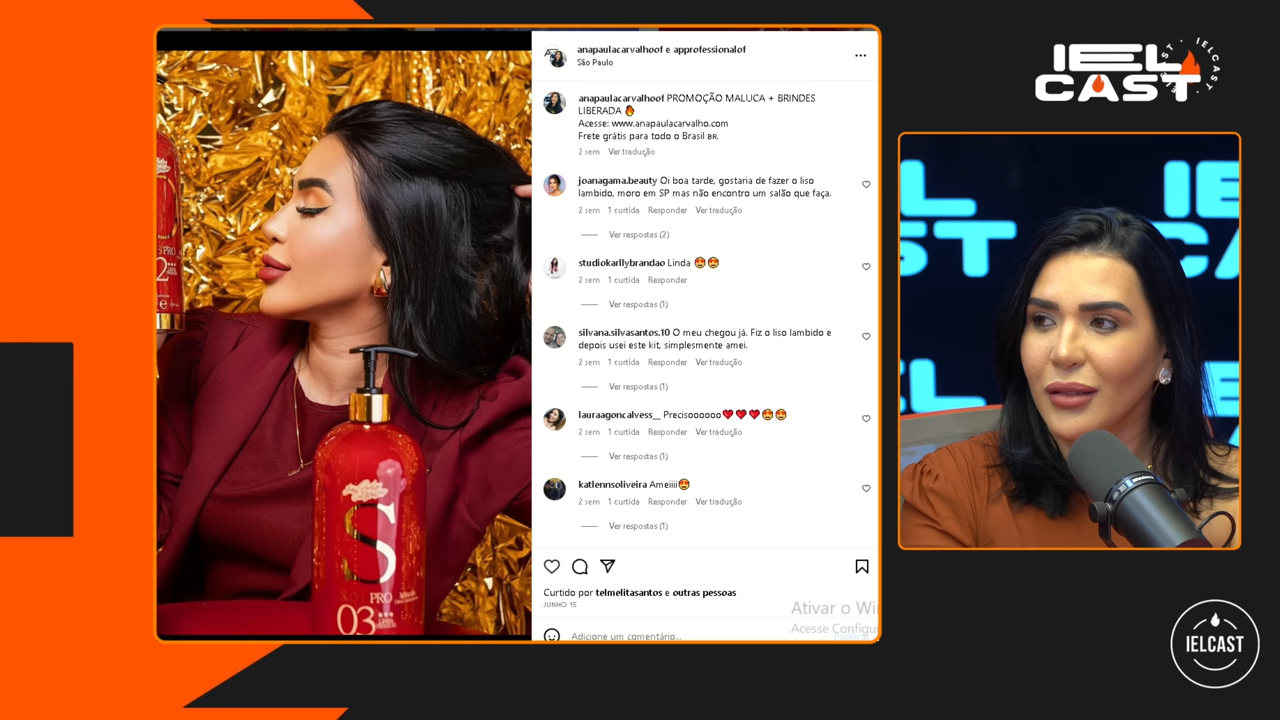 anapaulacarvalhoof e approfessionalof
São Paulo
anapaulacarvalhoof PROMOÇÃO MALUCA + BRINDES
LIBERADA 🔥
Acesse: www.anapaulacarvalho.com
Frete grátis para todo o Brasil BR.
2 sem Ver tradução
joanagama.beauty Oi boa tarde, gostaria de fazer o liso
lambido, moro em SP mas não encontro um salão que faça.
2 sem 1 curtida Responder Ver tradução
Ver respostas (2)
studiokarllybrandao Linda 😍😍
2 sem 1 curtida Responder
Ver respostas (1)
silvana.silvasantos.10 O meu chegou já. Fiz o liso lambido e
depois usei este kit, simplesmente amei.
2 sem 1 curtida Responder Ver tradução
Ver respostas (1)
lauraagoncalvess__ Precisoooooo❤️❤️❤️😍😍
2 sem 1 curtida Responder Ver tradução
Ver respostas (1)
katlennsoliveira Ameiiii😍
2 sem 1 curtida Responder Ver tradução
Ver respostas (1)
Curtido por telmelitasantos e outras pessoas
JUNHO 15
Adicione um comentário...
Ativar o Wi
Acesse Configu
S
PRO
03
IEL
CAST
IELCAST
IELCAST